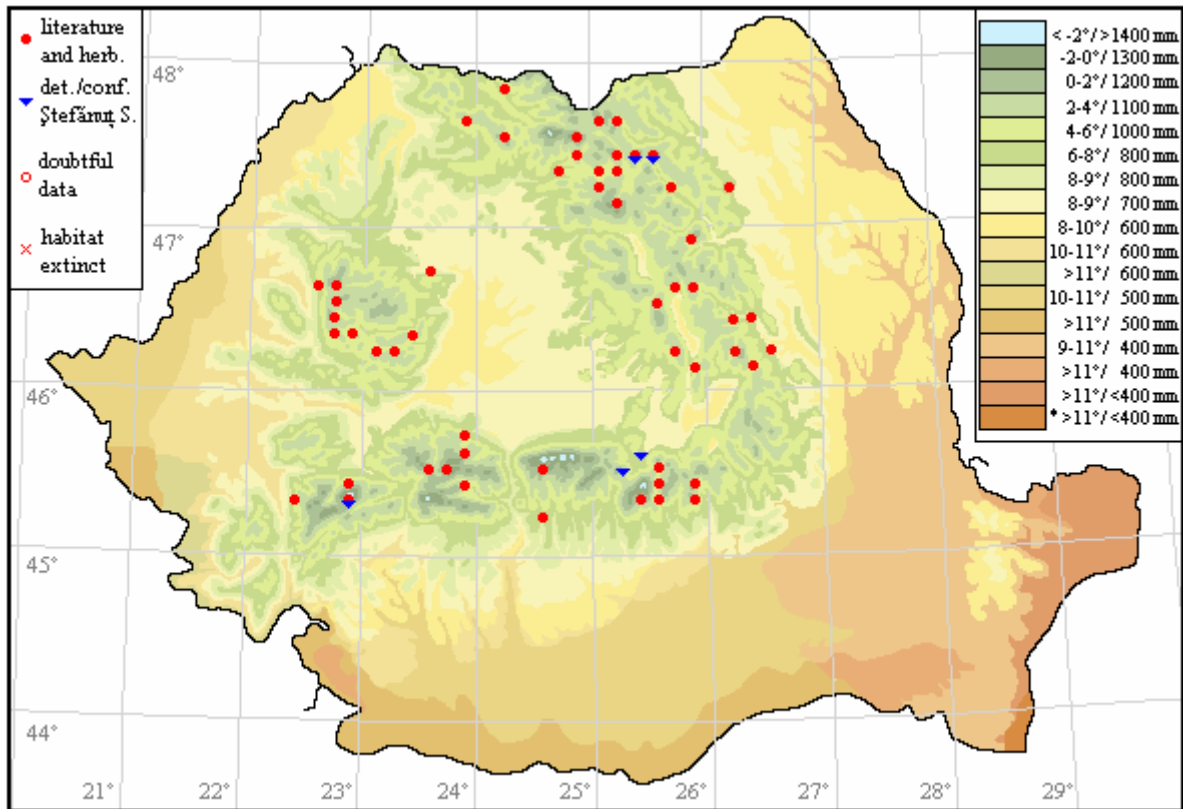 literature
and herb.
det./conf.
Ştefănuţ S.
doubtful
data
habitat
extinct
< -2°/>1400 mm
-2-0°/ 1300 mm
0-2°/ 1200 mm
2-4°/ 1100 mm
4-6°/ 1000 mm
6-8°/ 800 mm
8-9°/ 800 mm
8-9°/ 700 mm
8-10°/ 600 mm
10-11°/ 600 mm
>11°/ 600 mm
10-11°/ 500 mm
>11°/ 500 mm
9-11°/ 400 mm
>11°/ 400 mm
>11°/<400 mm
* >11°/<400 mm
48°
47°
46°
45°
44°
21° 22° 23° 24° 25° 26° 27° 28° 29°